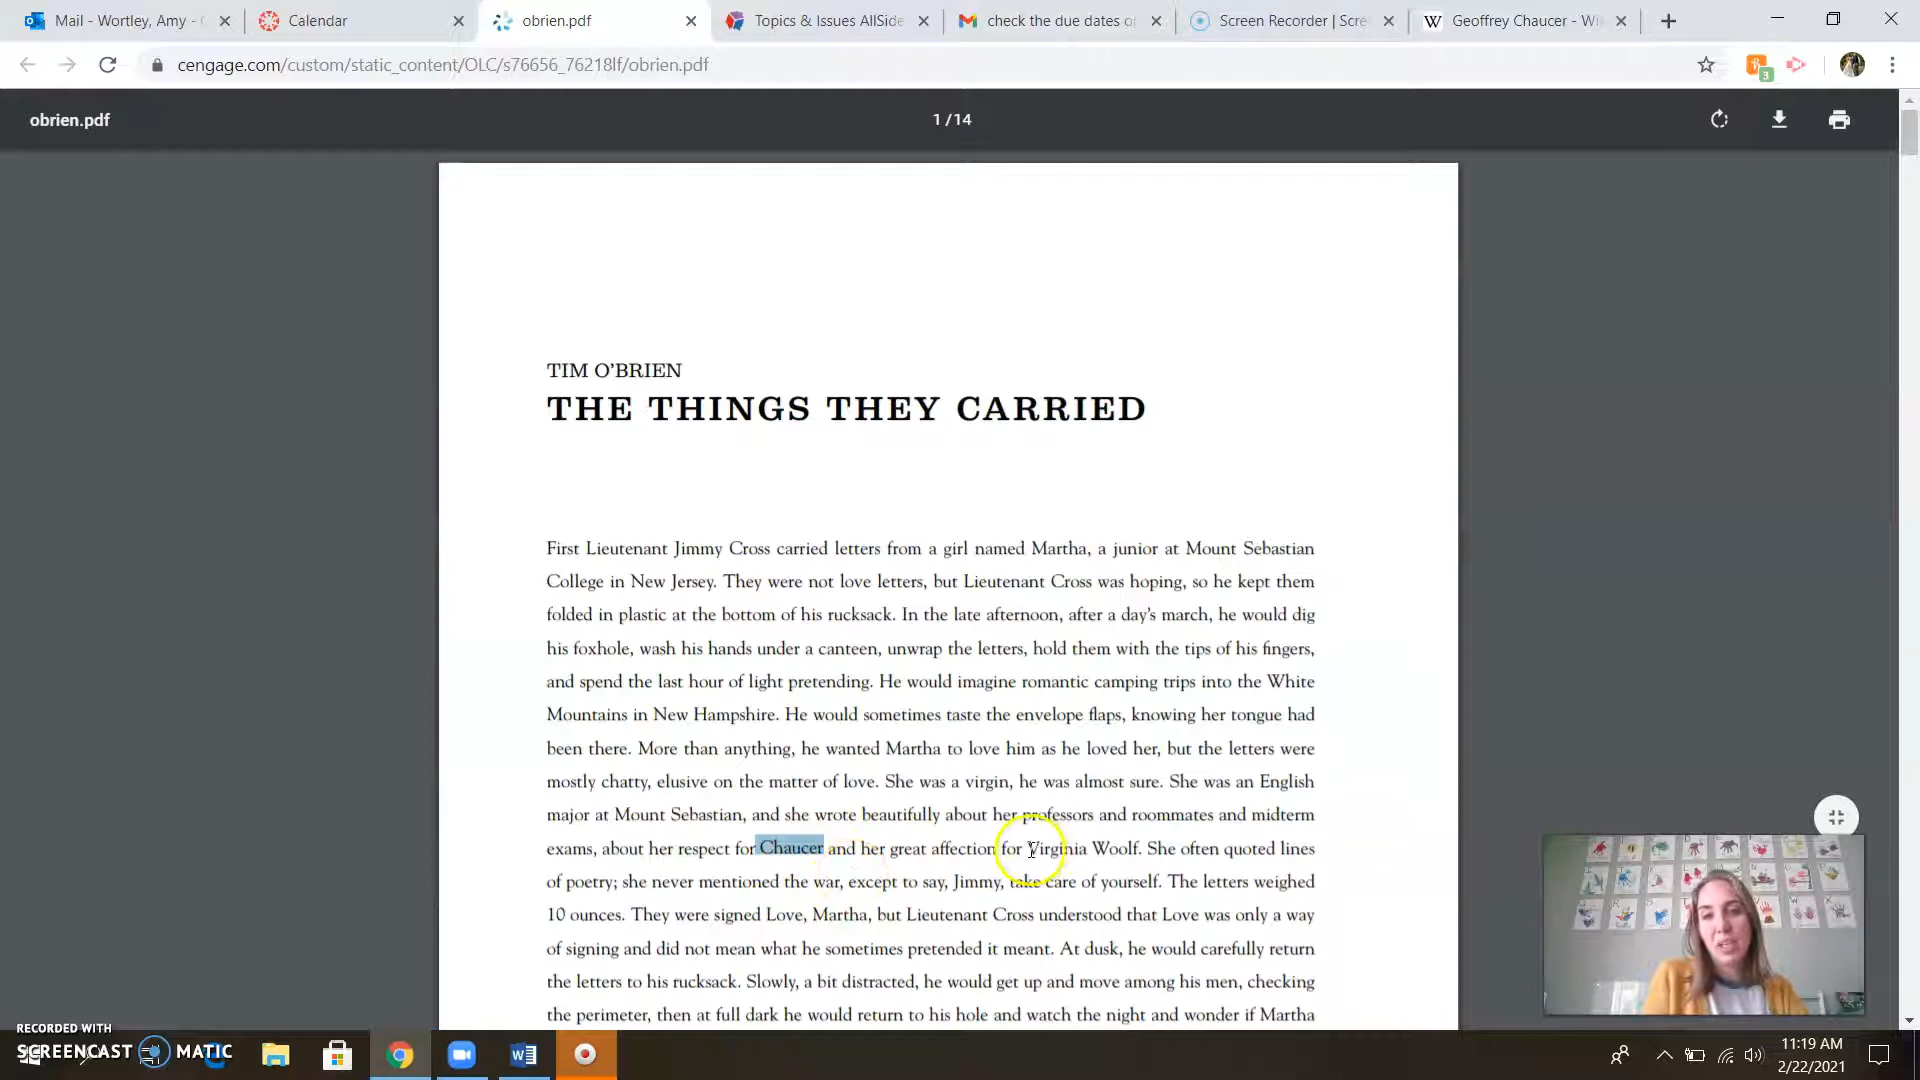 Mail - Wortley, Amy -
Calendar
obrien.pdf
Topics & Issues AllSide
check the due dates o
Screen Recorder | Scre
Geoffrey Chaucer - Wi
cengage.com/custom/static_content/OLC/s76656_76218lf/obrien.pdf
3
obrien.pdf
1 / 14
TIM O'BRIEN
THE THINGS THEY CARRIED
First Lieutenant Jimmy Cross carried letters from a girl named Martha, a junior at Mount Sebastian
College in New Jersey. They were not love letters, but Lieutenant Cross was hoping, so he kept them
folded in plastic at the bottom of his rucksack. In the late afternoon, after a day's march, he would dig
his foxhole, wash his hands under a canteen, unwrap the letters, hold them with the tips of his fingers,
and spend the last hour of light pretending. He would imagine romantic camping trips into the White
Mountains in New Hampshire. He would sometimes taste the envelope flaps, knowing her tongue had
been there. More than anything, he wanted Martha to love him as he loved her, but the letters were
mostly chatty, elusive on the matter of love. She was a virgin, he was almost sure. She was an English
major at Mount Sebastian, and she wrote beautifully about her professors and roommates and midterm
exams, about her respect for Chaucer and her great affection for Virginia Woolf. She often quoted lines
of poetry; she never mentioned the war, except to say, Jimmy, take care of yourself. The letters weighed
10 ounces. They were signed Love, Martha, but Lieutenant Cross understood that Love was only a way
of signing and did not mean what he sometimes pretended it meant. At dusk, he would carefully return
the letters to his rucksack. Slowly, a bit distracted, he would get up and move among his men, checking
the perimeter, then at full dark he would return to his hole and watch the night and wonder if Martha
RECORDED WITH
SCREENCAST MATIC
11:19 AM
2/22/2021